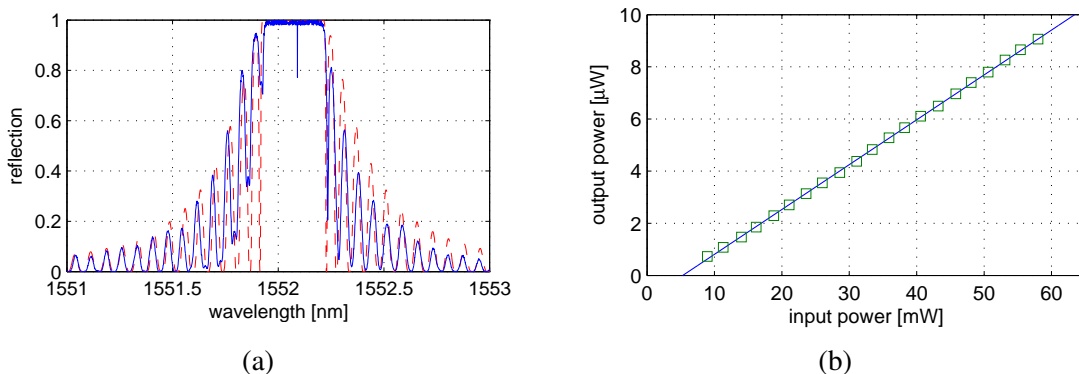 1
0.8
0.6
0.4
0.2
0
reflection
1551 1551.5 1552 1552.5 1553
wavelength [nm]
(a)
10
8
6
4
2
0
output power [µW]
0 10 20 30 40 50 60
input power [mW]
(b)